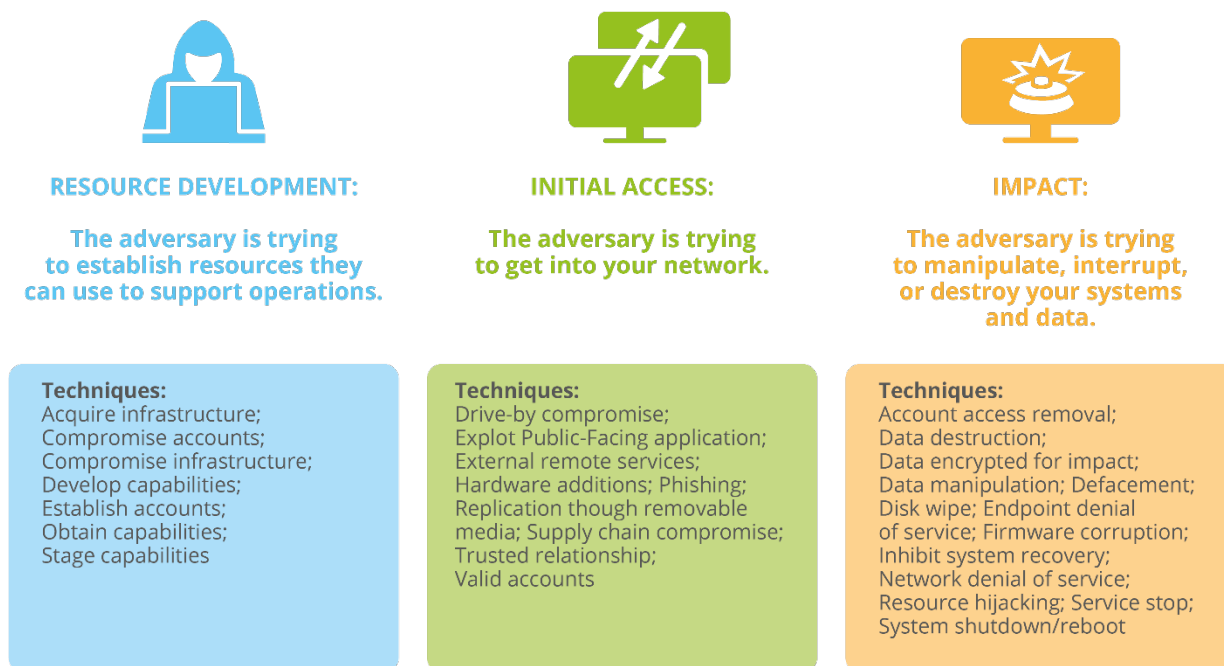 RESOURCE DEVELOPMENT:
The adversary is trying
to establish resources they
can use to support operations.
Techniques:
Acquire infrastructure;
Compromise accounts;
Compromise infrastructure;
Develop capabilities;
Establish accounts;
Obtain capabilities;
Stage capabilities
INITIAL ACCESS:
The adversary is trying
to get into your network.
Techniques:
Drive-by compromise;
Explot Public-Facing application;
External remote services;
Hardware additions; Phishing;
Replication though removable
media; Supply chain compromise;
Trusted relationship;
Valid accounts
IMPACT:
The adversary is trying
to manipulate, interrupt,
or destroy your systems
and data.
Techniques:
Account access removal;
Data destruction;
Data encrypted for impact;
Data manipulation; Defacement;
Disk wipe; Endpoint denial
of service; Firmware corruption;
Inhibit system recovery;
Network denial of service;
Resource hijacking; Service stop;
System shutdown/reboot